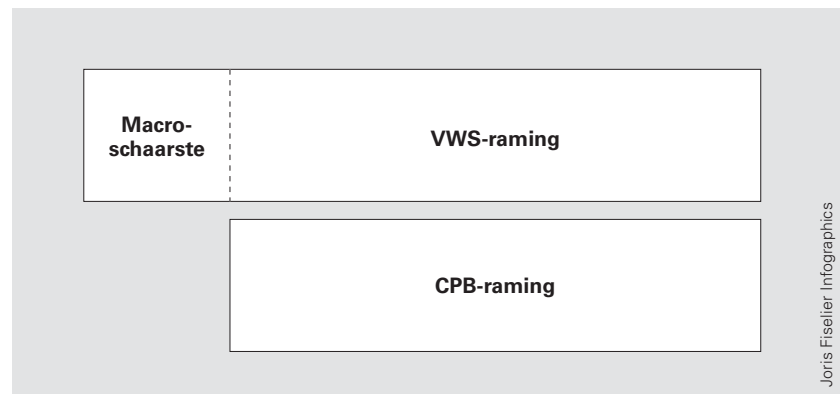 Macro-
schaarste
VWS-raming
CPB-raming
Joris Fiselier Infographics